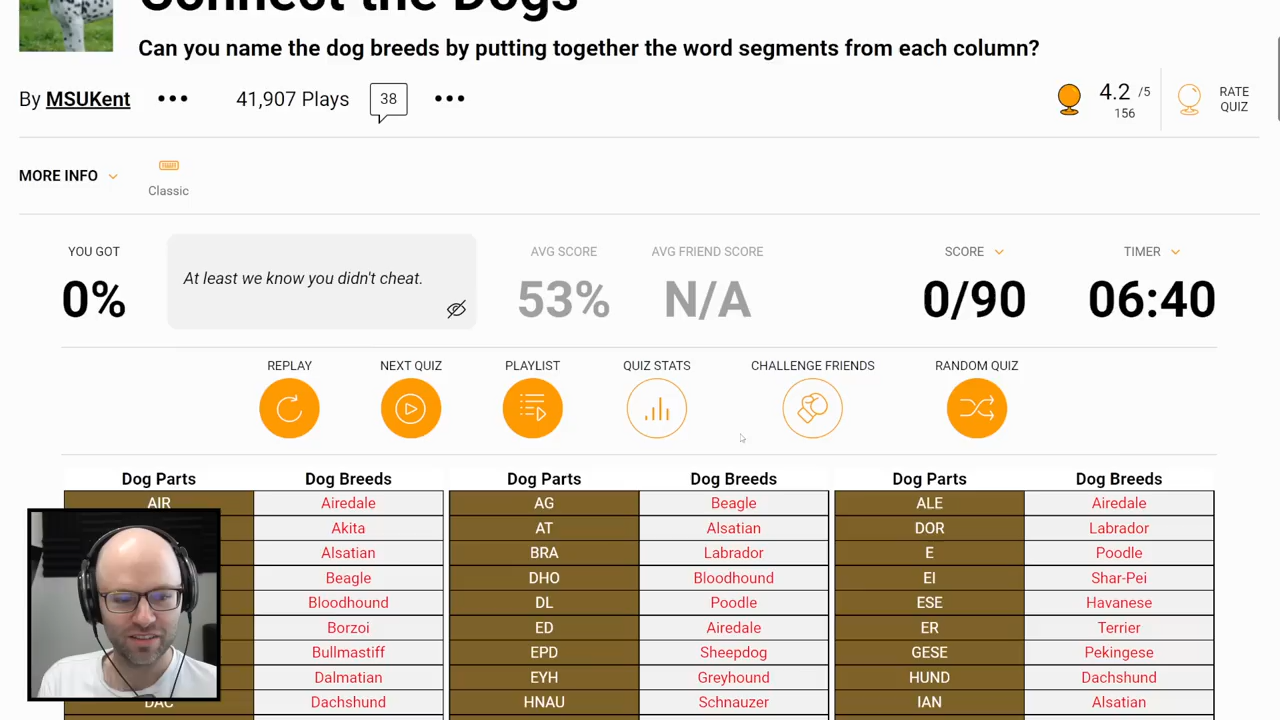 Connect the Dogs
Can you name the dog breeds by putting together the word segments from each column?
By MSUKent ••• 41,907 Plays 38 •••
4.2 /5
156
RATE
QUIZ
MORE INFO
Classic
YOU GOT
0%
At least we know you didn't cheat.
AVG SCORE
53%
AVG FRIEND SCORE
N/A
SCORE
0/90
TIMER
06:40
REPLAY
NEXT QUIZ
PLAYLIST
QUIZ STATS
CHALLENGE FRIENDS
RANDOM QUIZ
Dog Parts Dog Breeds Dog Parts Dog Breeds Dog Parts Dog Breeds
AIR Airedale AG Beagle ALE Airedale
Akita AT Alsatian DOR Labrador
Alsatian BRA Labrador E Poodle
Beagle DHO Bloodhound EI Shar-Pei
Bloodhound DL Poodle ESE Havanese
Borzoi ED Airedale ER Terrier
Bullmastiff EPD Sheepdog GESE Pekingese
Dalmatian EYH Greyhound HUND Dachshund
DAC Dachshund HNAU Schnauzer IAN Alsatian